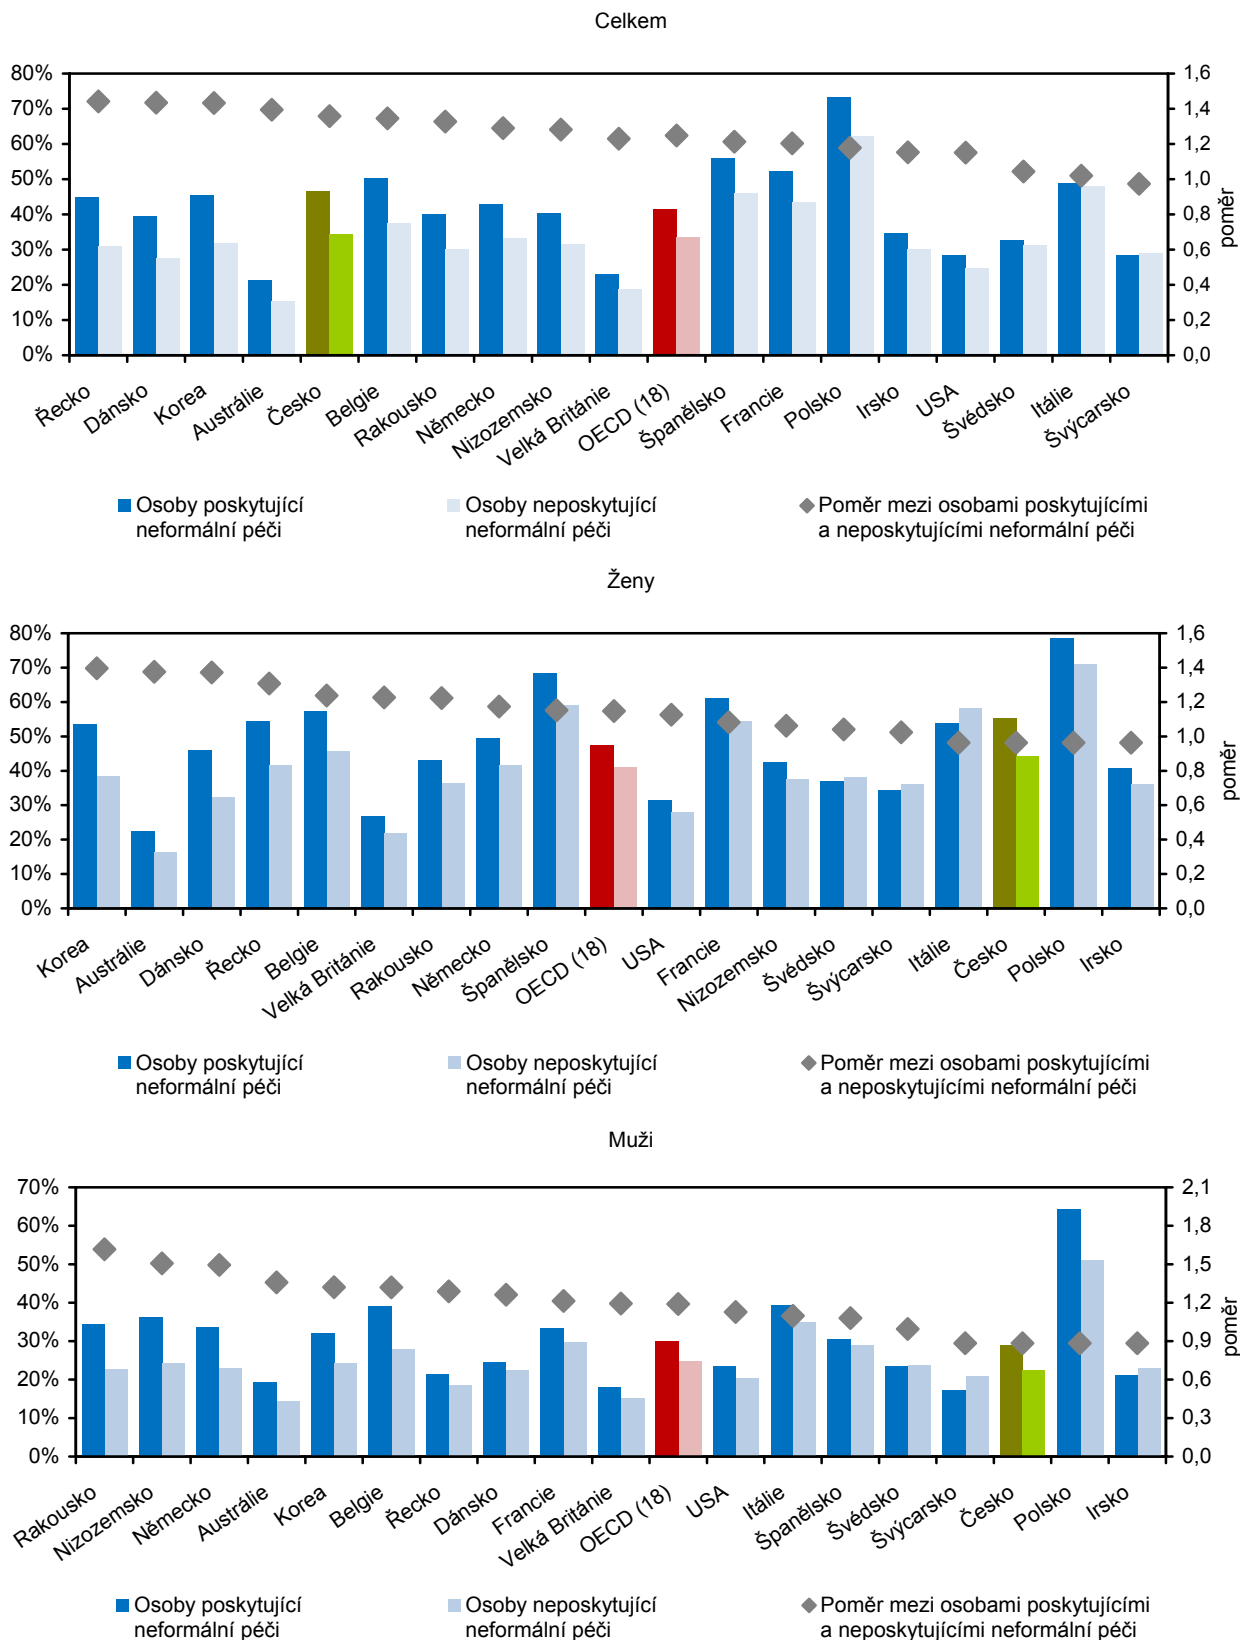 Celkem
80%
70%
60%
50%
40%
30%
20%
10%
0%
1,6
1,4
1,2
1,0
0,8
0,6
0,4
0,2
0,0
poměr
Řecko
Dánsko
Korea
Austrálie
Česko
Belgie
Rakousko
Německo
Nizozemsko
Velká Británie
OECD (18)
Španělsko
Francie
Polsko
Irsko
USA
Švédsko
Itálie
Švýcarsko
Osoby poskytující
neformální péči
Osoby neposkytující
neformální péči
Poměr mezi osobami poskytujícími
a neposkytujícími neformální péči
Ženy
80%
70%
60%
50%
40%
30%
20%
10%
0%
1,6
1,4
1,2
1,0
0,8
0,6
0,4
0,2
0,0
poměr
Korea
Austrálie
Dánsko
Řecko
Belgie
Velká Británie
Rakousko
Německo
Španělsko
OECD (18)
USA
Francie
Nizozemsko
Švédsko
Švýcarsko
Itálie
Česko
Polsko
Irsko
Osoby poskytující
neformální péči
Osoby neposkytující
neformální péči
Poměr mezi osobami poskytujícími
a neposkytujícími neformální péči
Muži
70%
60%
50%
40%
30%
20%
10%
0%
2,1
1,8
1,5
1,2
0,9
0,6
0,3
0,0
poměr
Rakousko
Nizozemsko
Německo
Austrálie
Korea
Belgie
Řecko
Dánsko
Francie
Velká Británie
OECD (18)
USA
Itálie
Španělsko
Švédsko
Švýcarsko
Česko
Polsko
Irsko
Osoby poskytující
neformální péči
Osoby neposkytující
neformální péči
Poměr mezi osobami poskytujícími
a neposkytujícími neformální péči